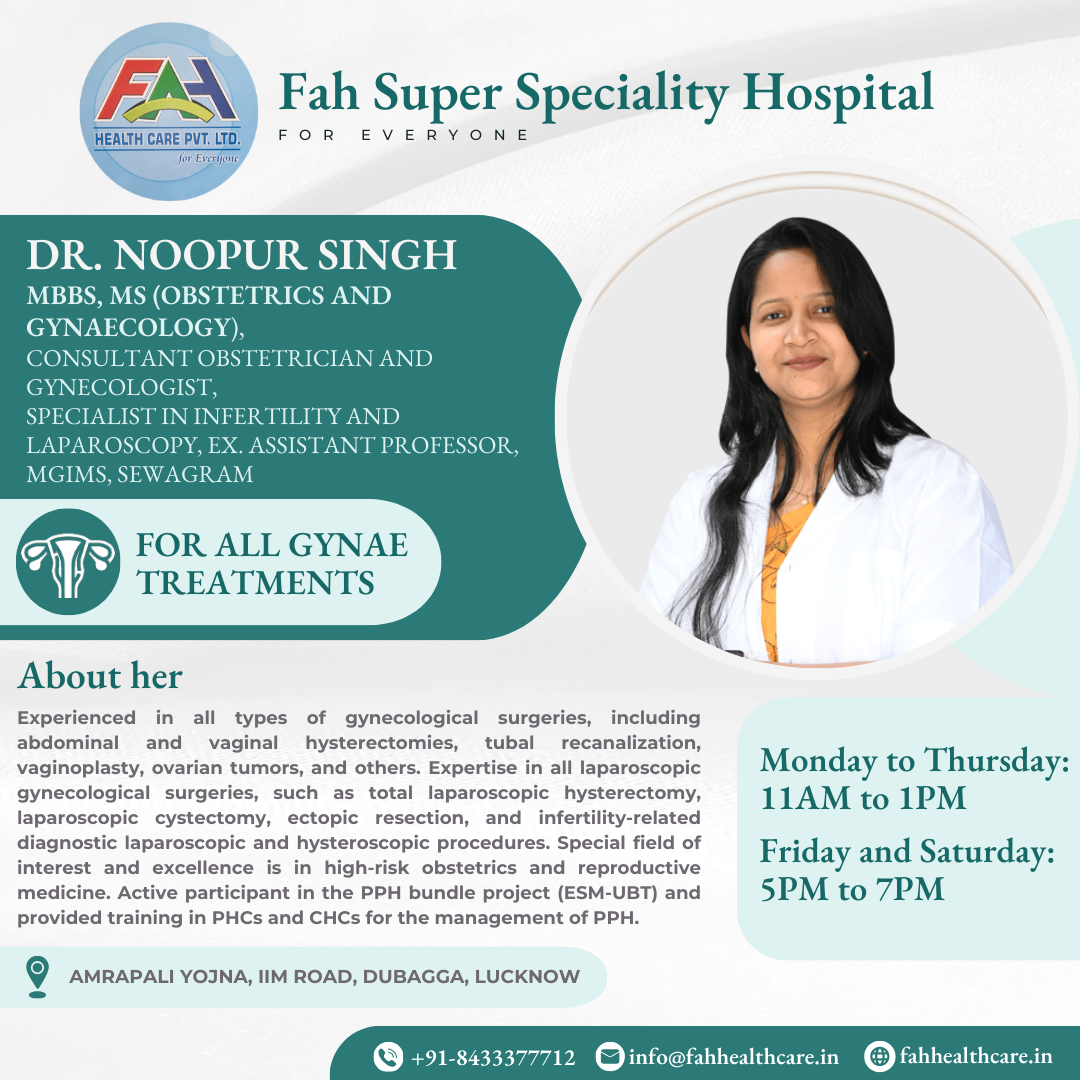 FAH
HEALTH CARE PVT. LTD.
for Everyone
Fah Super Speciality Hospital
FOR EVERYONE
DR. NOOPUR SINGH
MBBS, MS (OBSTETRICS AND
GYNAECOLOGY),
CONSULTANT OBSTETRICIAN AND
GYNECOLOGIST,
SPECIALIST IN INFERTILITY AND
LAPAROSCOPY, EX. ASSISTANT PROFESSOR,
MGIMS, SEWAGRAM
FOR ALL GYNAE
TREATMENTS
About her
Experienced in all types of gynecological surgeries, including
abdominal and vaginal hysterectomies, tubal recanalization,
vaginoplasty, ovarian tumors, and others. Expertise in all laparoscopic
gynecological surgeries, such as total laparoscopic hysterectomy,
laparoscopic cystectomy, ectopic resection, and infertility-related
diagnostic laparoscopic and hysteroscopic procedures. Special field of
interest and excellence is in high-risk obstetrics and reproductive
medicine. Active participant in the PPH bundle project (ESM-UBT) and
provided training in PHCs and CHCs for the management of PPH.
Monday to Thursday:
11AM to 1PM
Friday and Saturday:
5PM to 7PM
AMRAPALI YOJNA, IIM ROAD, DUBAGGA, LUCKNOW
+91-8433377712
info@fahhealthcare.in
fahhealthcare.in